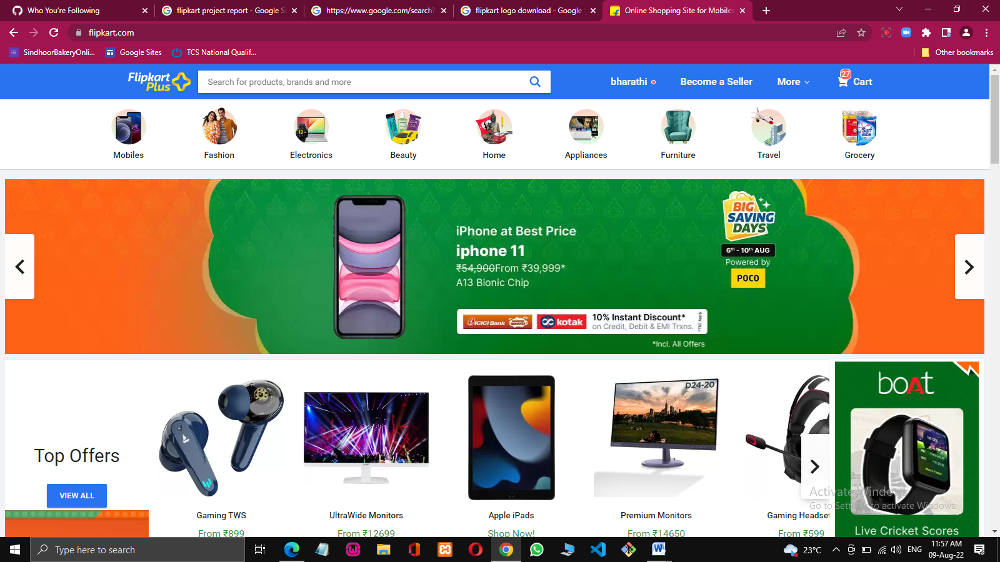 Who You're Following
flipkart project report - Google S
https://www.google.com/search?
flipkart logo download - Google
Online Shopping Site for Mobiles
flipkart.com
SindhoorBakeryOnli...
Google Sites
TCS National Qualif...
Other bookmarks
Flipkart
Plus
Search for products, brands and more
bharathi
Become a Seller
More
27
Cart
12+
Surf
excel
Mobiles
Fashion
Electronics
Beauty
Home
Appliances
Furniture
Travel
Grocery
iPhone at Best Price
iphone 11
₹54,900From ₹39,999*
A13 Bionic Chip
ICICI Bank
kotak
10% Instant Discount*
on Credit, Debit & EMI Trxns.
*T&C Apply
*Incl. All Offers
BIG
SAVING
DAYS
6th - 10th AUG
Powered by
POCO
Top Offers
VIEW ALL
D24-20
Gaming TWS
From ₹899
UltraWide Monitors
From ₹12699
Apple iPads
Shop Now!
Premium Monitors
From ₹14650
Gaming Headset
From ₹599
boAt
Live Cricket Scores
Activate Windows
Go to Settings to activate Windows.
Type here to search
23°C
ENG
11:57 AM
09-Aug-22